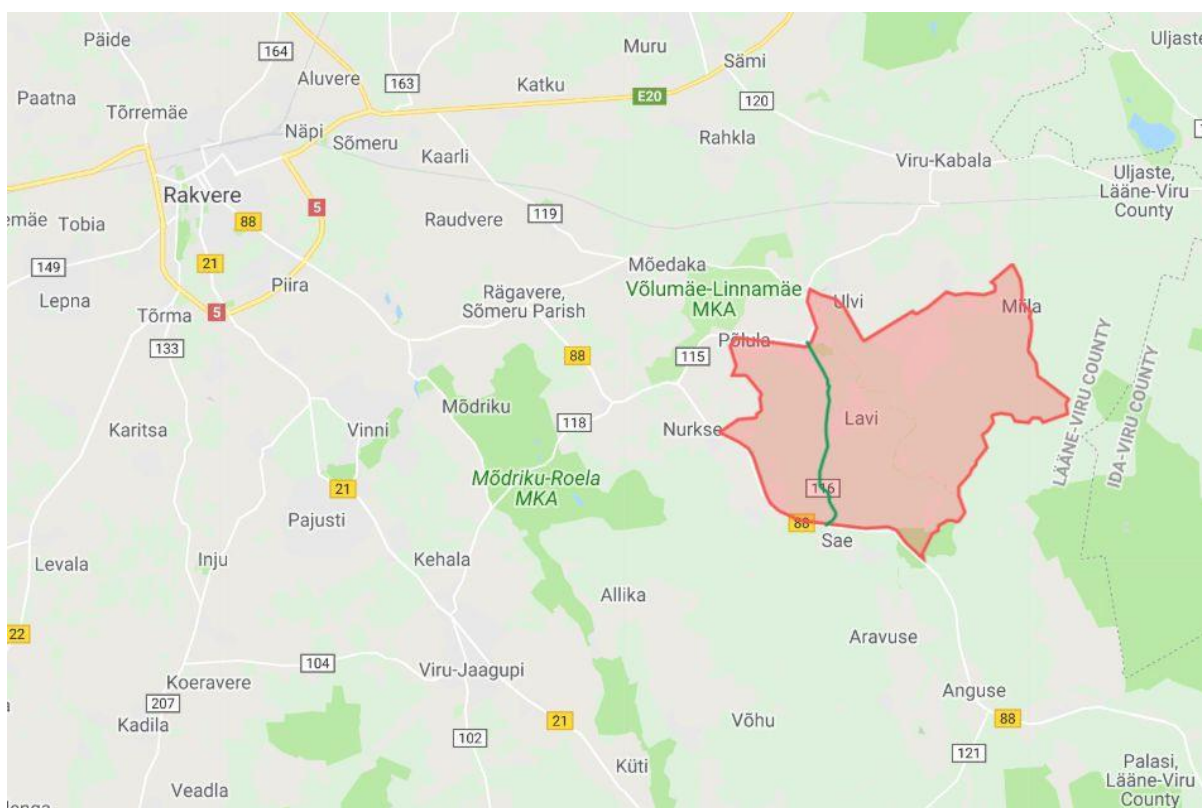 Päide
164
Muru
Uljaste
Aluvere
163
Sämi
Paatna
Katku
E20
120
Tõrremäe
Näpi
Sõmeru
Rahkla
Kaarli
Viru-Kabala
Rakvere
Uljaste,
Lääne-Viru
County
emäe
Tobia
88
5
Raudvere
119
149
21
Mõedaka
Lepna
Piira
Rägavere,
Sõmeru Parish
Võlumäe-Linnamäe
MKA
Ulvi
Miila
Tõrma
5
133
88
115
Põlula
Mõdriku
118
Nurkse
Lavi
LÄÄNE-VIRU COUNTY
IDA-VIRU COUNTY
Karitsa
Vinni
Mõdriku-Roela
MKA
21
116
88
Pajusti
Sae
Levala
Inju
Kehala
Allika
22
Aravuse
104
Viru-Jaagupi
Koeravere
207
Anguse
Kadila
21
Võhu
88
102
121
Küti
Palasi,
Lääne-Viru
County
Veadla